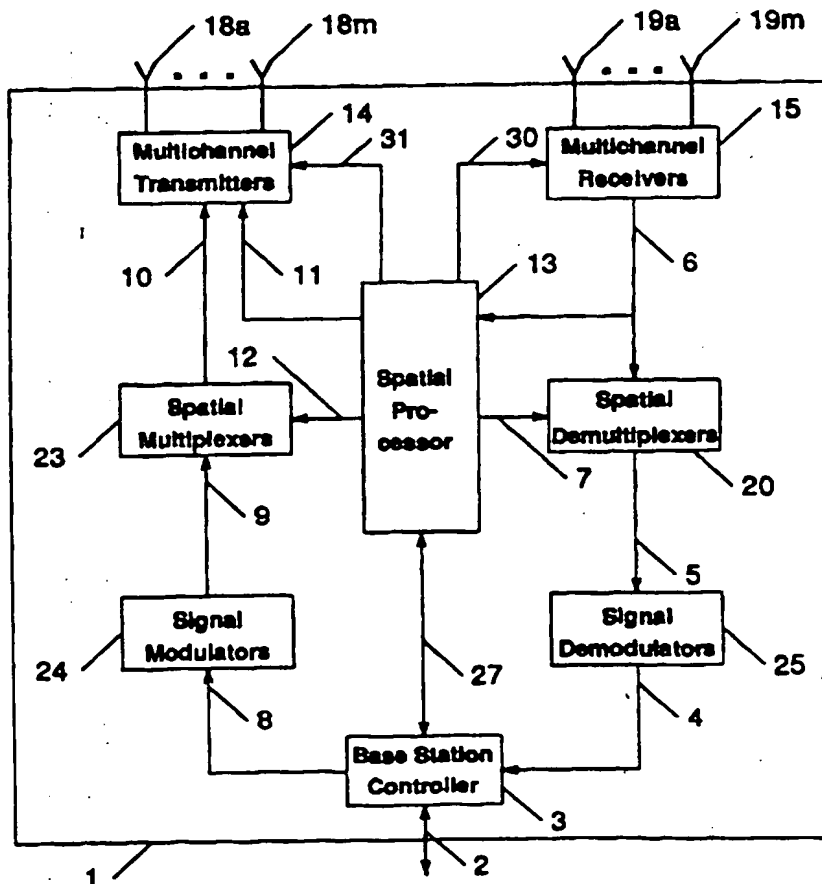 18a 18m 19a 19m
14 31 30 15
Multichannel
Transmitters
Multichannel
Receivers
10 11 13 6
12
Spatial
Pro-
cessor
Spatial
Multiplexers
Spatial
Demultiplexers
23 7 20
9 5
Signal
Modulators
Signal
Demodulators
24 8 27 4 25
Base Station
Controller
3
1 2